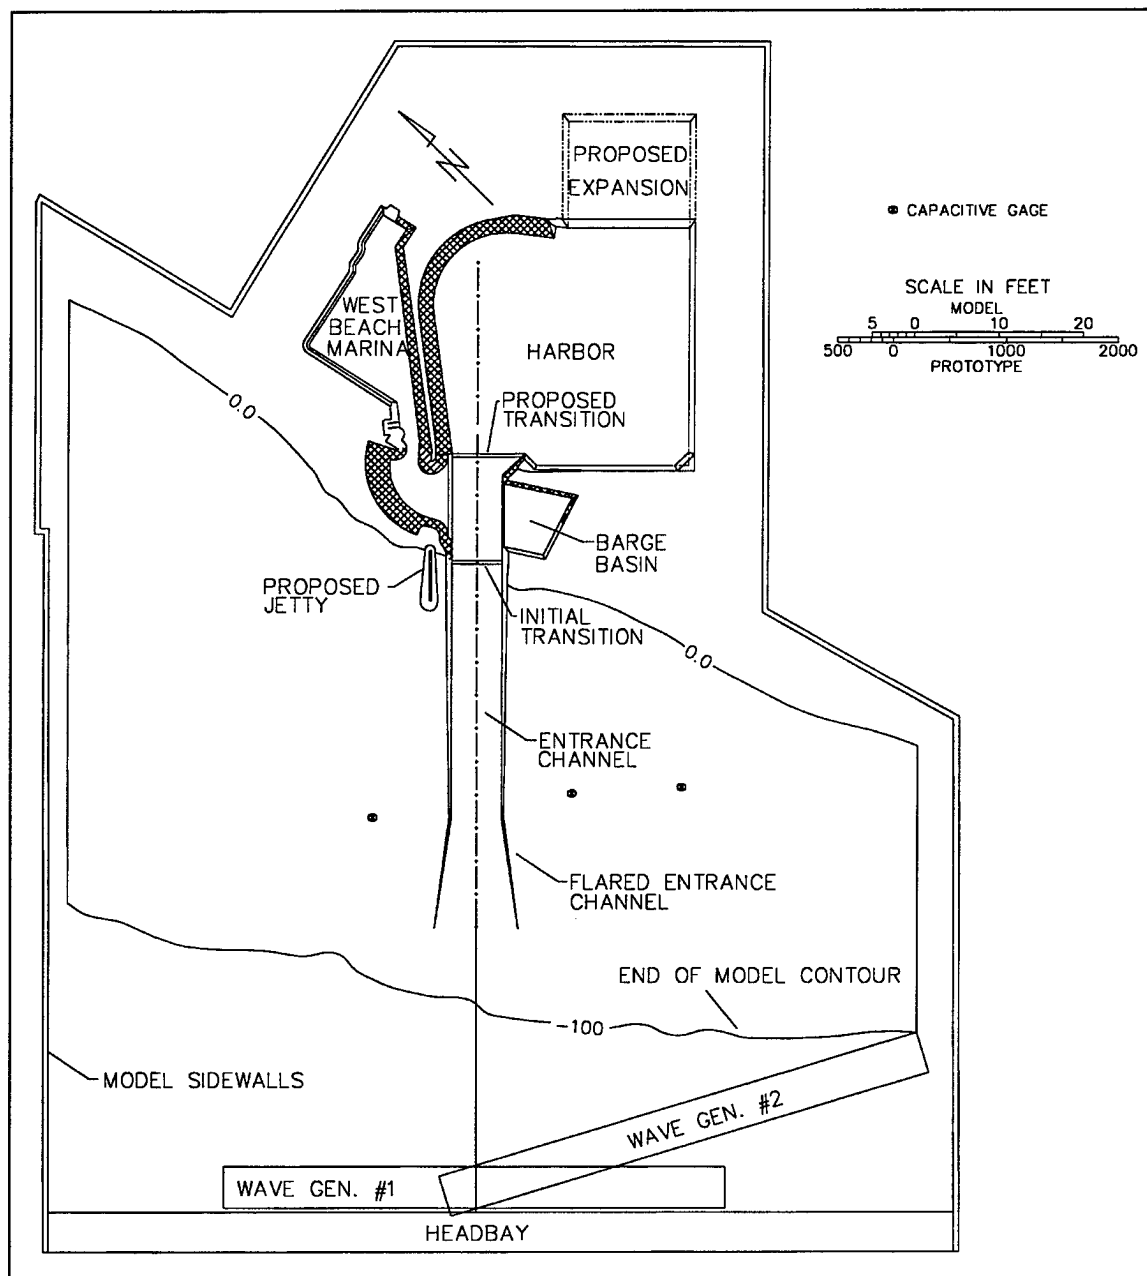 PROPOSED
EXPANSION
N
CAPACITIVE GAGE
SCALE IN FEET
MODEL
5 0 10 20
500 0 1000 2000
PROTOTYPE
WEST
BEACH
MARINA
HARBOR
0.0
PROPOSED
TRANSITION
BARGE
BASIN
PROPOSED
JETTY
INITIAL
TRANSITION
0.0
ENTRANCE
CHANNEL
FLARED ENTRANCE
CHANNEL
END OF MODEL CONTOUR
-100
MODEL SIDEWALLS
WAVE GEN. #2
WAVE GEN. #1
HEADBAY